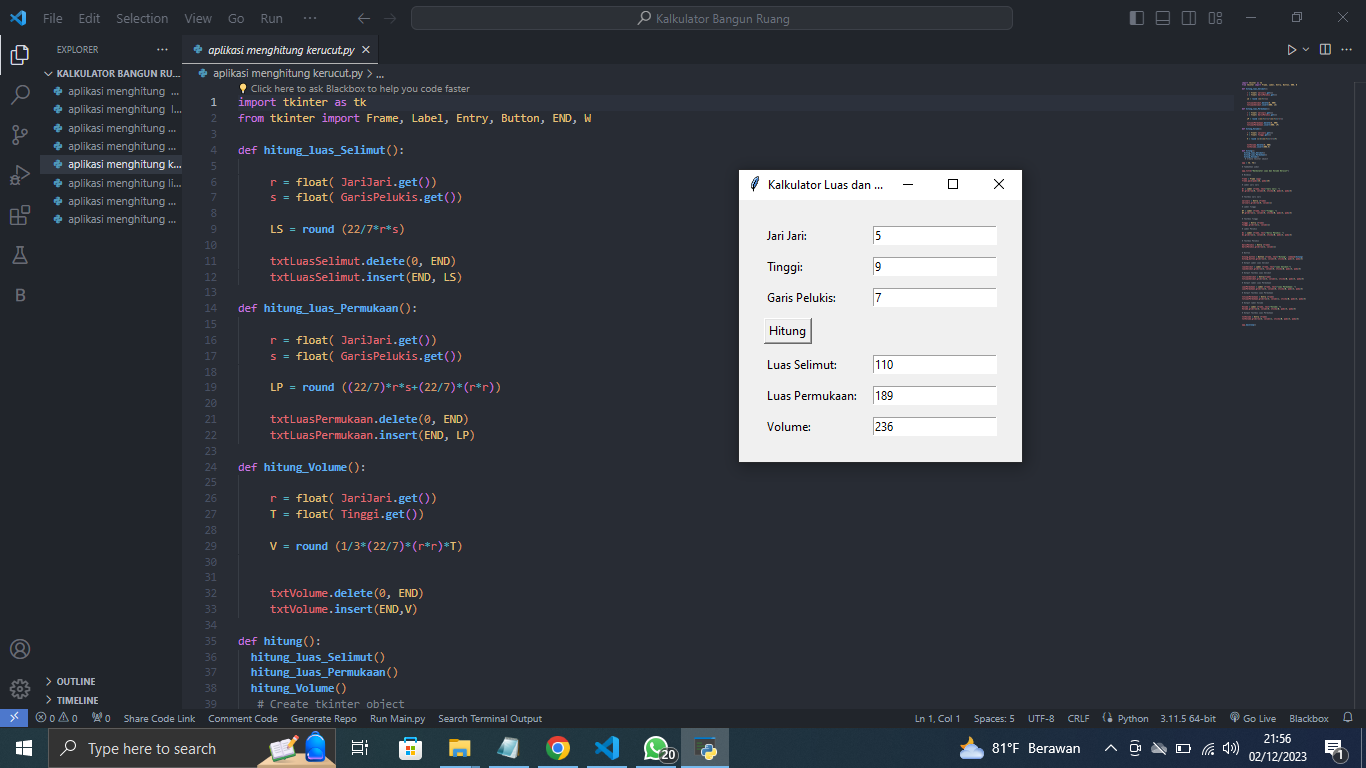 File Edit Selection View Go Run ··· Kalkulator Bangun Ruang
EXPLORER ···
KALKULATOR BANGUN RU...
aplikasi menghitung ...
aplikasi menghitung l...
aplikasi menghitung ...
aplikasi menghitung ...
aplikasi menghitung k...
aplikasi menghitung li...
aplikasi menghitung ...
aplikasi menghitung ...
OUTLINE
TIMELINE
aplikasi menghitung kerucut.py
aplikasi menghitung kerucut.py > ...
Click here to ask Blackbox to help you code faster
1 import tkinter as tk
2 from tkinter import Frame, Label, Entry, Button, END, W
3
4 def hitung_luas_Selimut():
5
6 r = float( JariJari.get())
7 s = float( GarisPelukis.get())
8
9 LS = round (22/7*r*s)
10
11 txtLuasSelimut.delete(0, END)
12 txtLuasSelimut.insert(END, LS)
13
14 def hitung_luas_Permukaan():
15
16 r = float( JariJari.get())
17 s = float( GarisPelukis.get())
18
19 LP = round ((22/7)*r*s+(22/7)*(r*r))
20
21 txtLuasPermukaan.delete(0, END)
22 txtLuasPermukaan.insert(END, LP)
23
24 def hitung_Volume():
25
26 r = float( JariJari.get())
27 T = float( Tinggi.get())
28
29 V = round (1/3*(22/7)*(r*r)*T)
30
31
32 txtVolume.delete(0, END)
33 txtVolume.insert(END,V)
34
35 def hitung():
36 hitung_luas_Selimut()
37 hitung_luas_Permukaan()
38 hitung_Volume()
39 # Create tkinter object
Kalkulator Luas dan ...
Jari Jari: 5
Tinggi: 9
Garis Pelukis: 7
Hitung
Luas Selimut: 110
Luas Permukaan: 189
Volume: 236
0 0 0 Share Code Link Comment Code Generate Repo Run Main.py Search Terminal Output Ln 1, Col 1 Spaces: 5 UTF-8 CRLF Python 3.11.5 64-bit Go Live Blackbox
Type here to search 20 81°F Berawan 21:56
02/12/2023 1